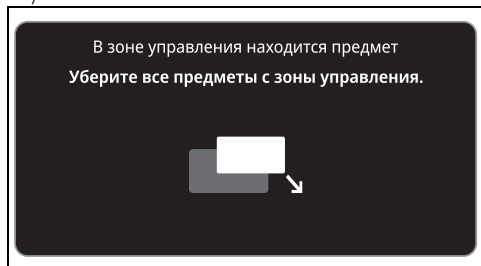 В зоне управления находится предмет
Уберите все предметы с зоны управления.